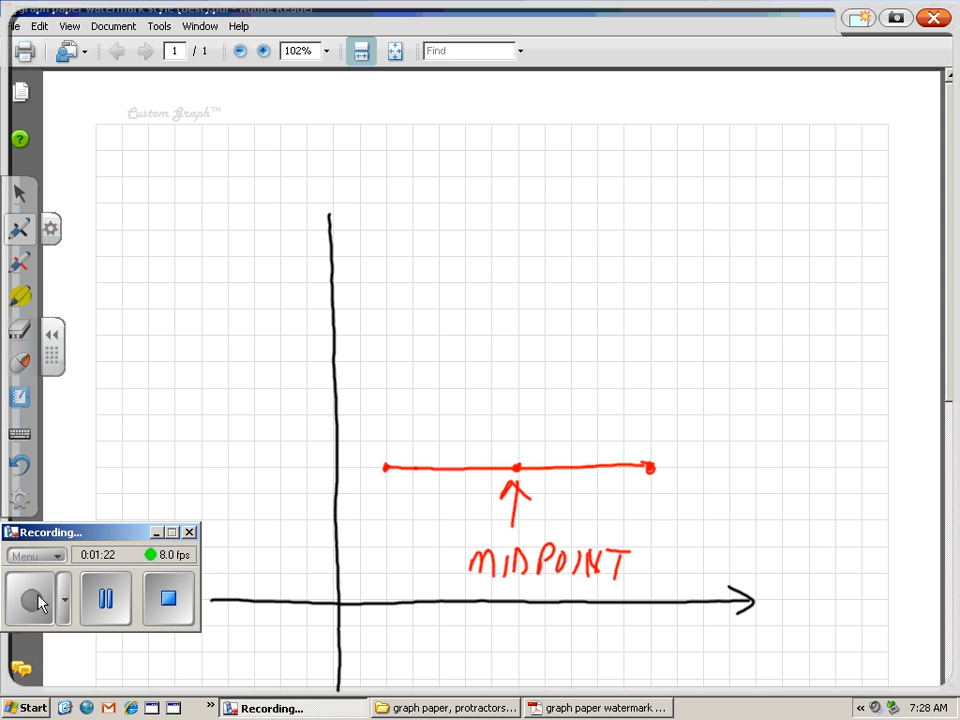 graph paper watermark style (best).pdf - Adobe Reader
File Edit View Document Tools Window Help
1 / 1 102% Find
Custom Graph™
MIDPOINT
Recording...
Menu 0:01:22 8.0 fps
Start Recording... graph paper, protractors... graph paper watermark ... 7:28 AM